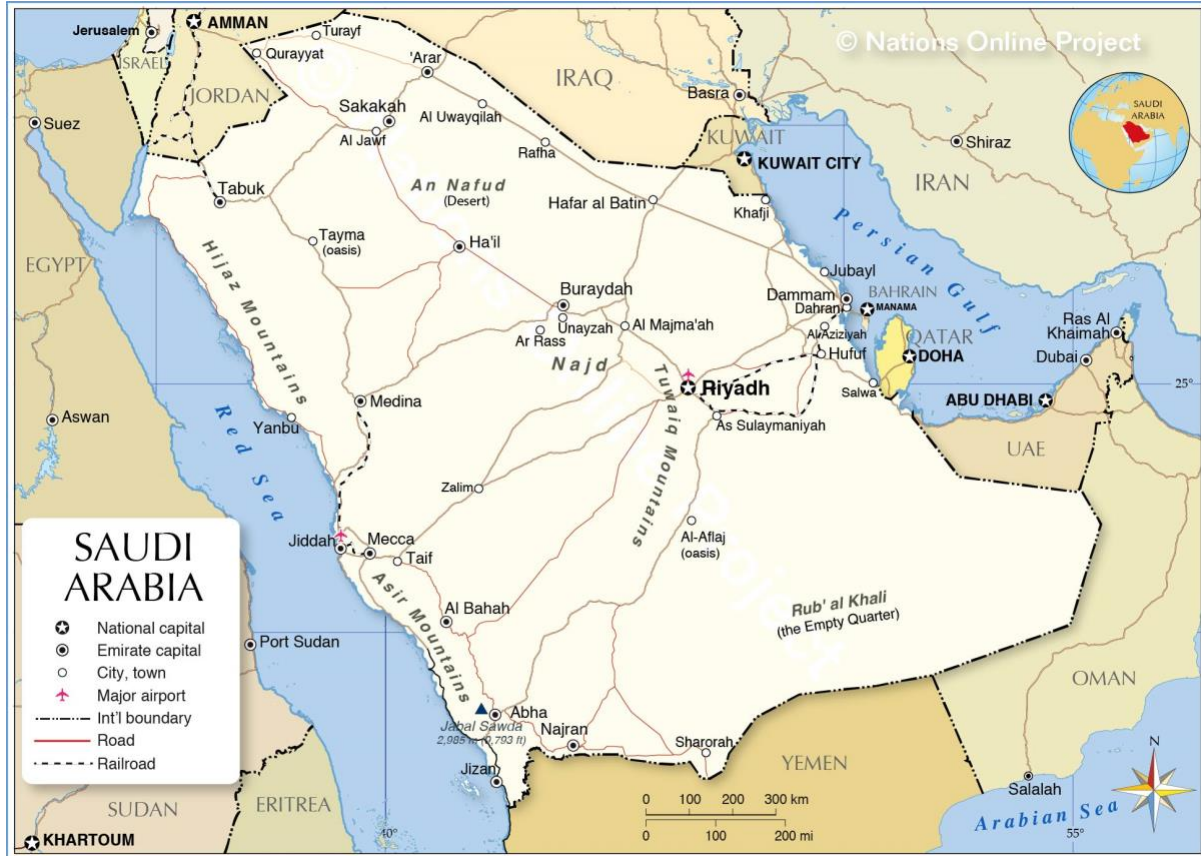 © Nations Online Project
AMMAN
Jerusalem
ISRAEL
JORDAN
Turayf
Qurayyat
'Arar
IRAQ
Basra
SAUDI
ARABIA
Suez
Sakakah
Al Jawf
Al Uwayqilah
Rafha
KUWAIT
KUWAIT CITY
Shiraz
IRAN
Tabuk
An Nafud
(Desert)
Hafar al Batin
Khafji
Persian Gulf
EGYPT
Tayma
(oasis)
Ha'il
Jubayl
Hijaz Mountains
Buraydah
Unayzah
Ar Rass
Al Majma'ah
Dammam
Dahran
BAHRAIN
MANAMA
Al-Aziziyah
Hufuf
QATAR
DOHA
Ras Al
Khaimah
Dubai
Najd
Riyadh
Tuwaiq Mountains
Salwa
ABU DHABI
25°
Aswan
Medina
Yanbu
As Sulaymaniyah
UAE
Red Sea
Zalim
Al-Aflaj
(oasis)
Jiddah
Mecca
Taif
Asir Mountains
Al Bahah
Rub' al Khali
(the Empty Quarter)
SAUDI
ARABIA
National capital
Emirate capital
City, town
Major airport
Int'l boundary
Road
Railroad
Port Sudan
OMAN
Abha
Jabal Sawda
Najran
Sharorah
Jizan
YEMEN
N
Salalah
Arabian Sea
0 100 200 300 km
0 100 200 mi
SUDAN
ERITREA
KHARTOUM
40°
55°